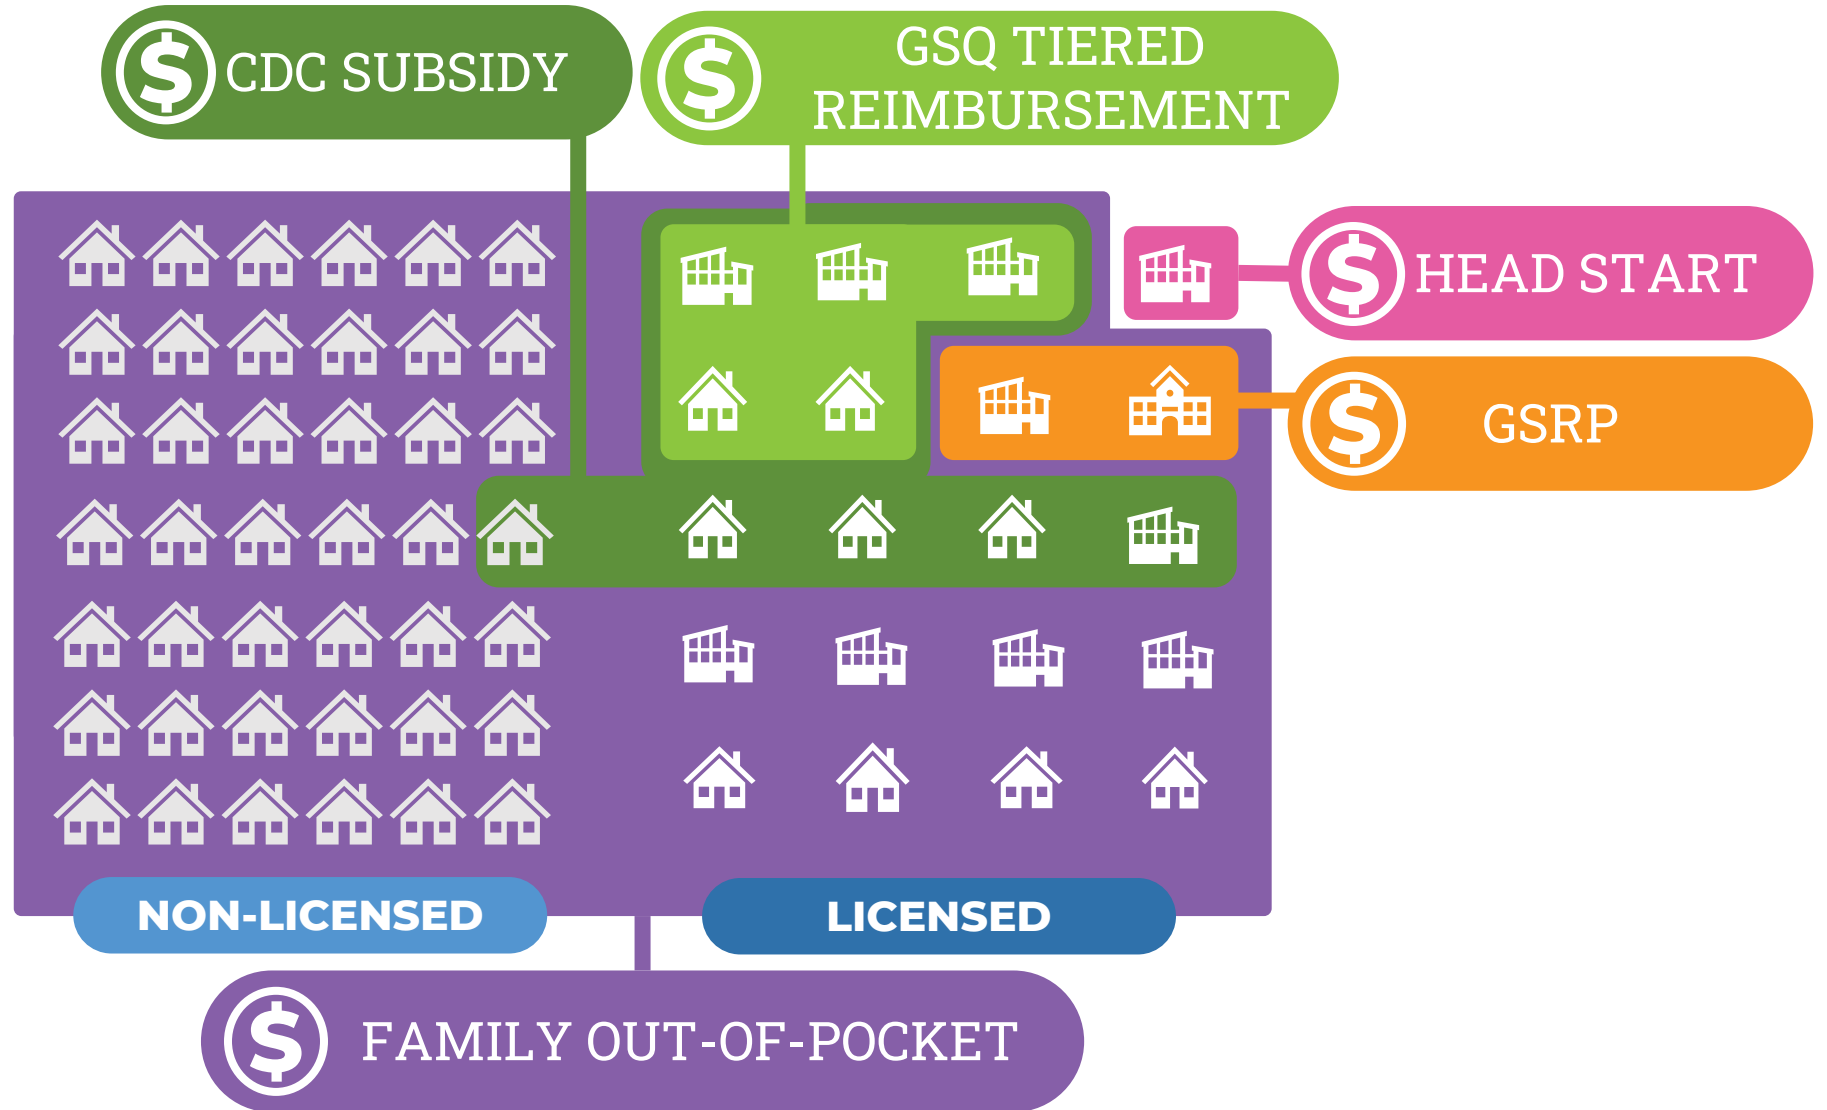 $ CDC SUBSIDY
$ GSQ TIERED
REIMBURSEMENT
$ HEAD START
$ GSRP
NON-LICENSED
LICENSED
$ FAMILY OUT-OF-POCKET